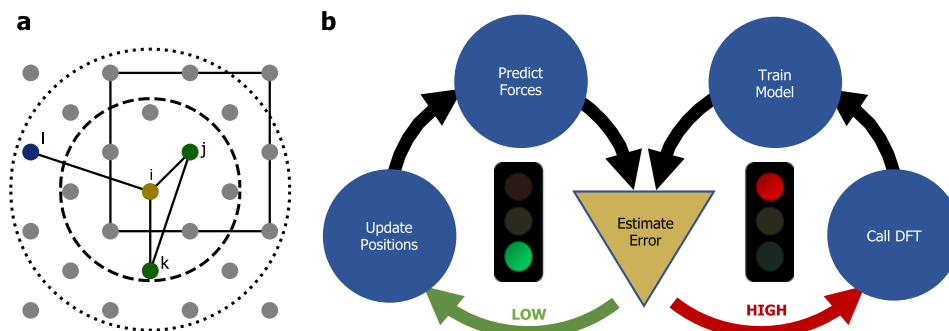 a
l
j
i
k
b
Predict
Forces
Train
Model
Update
Positions
Estimate
Error
Call DFT
LOW
HIGH